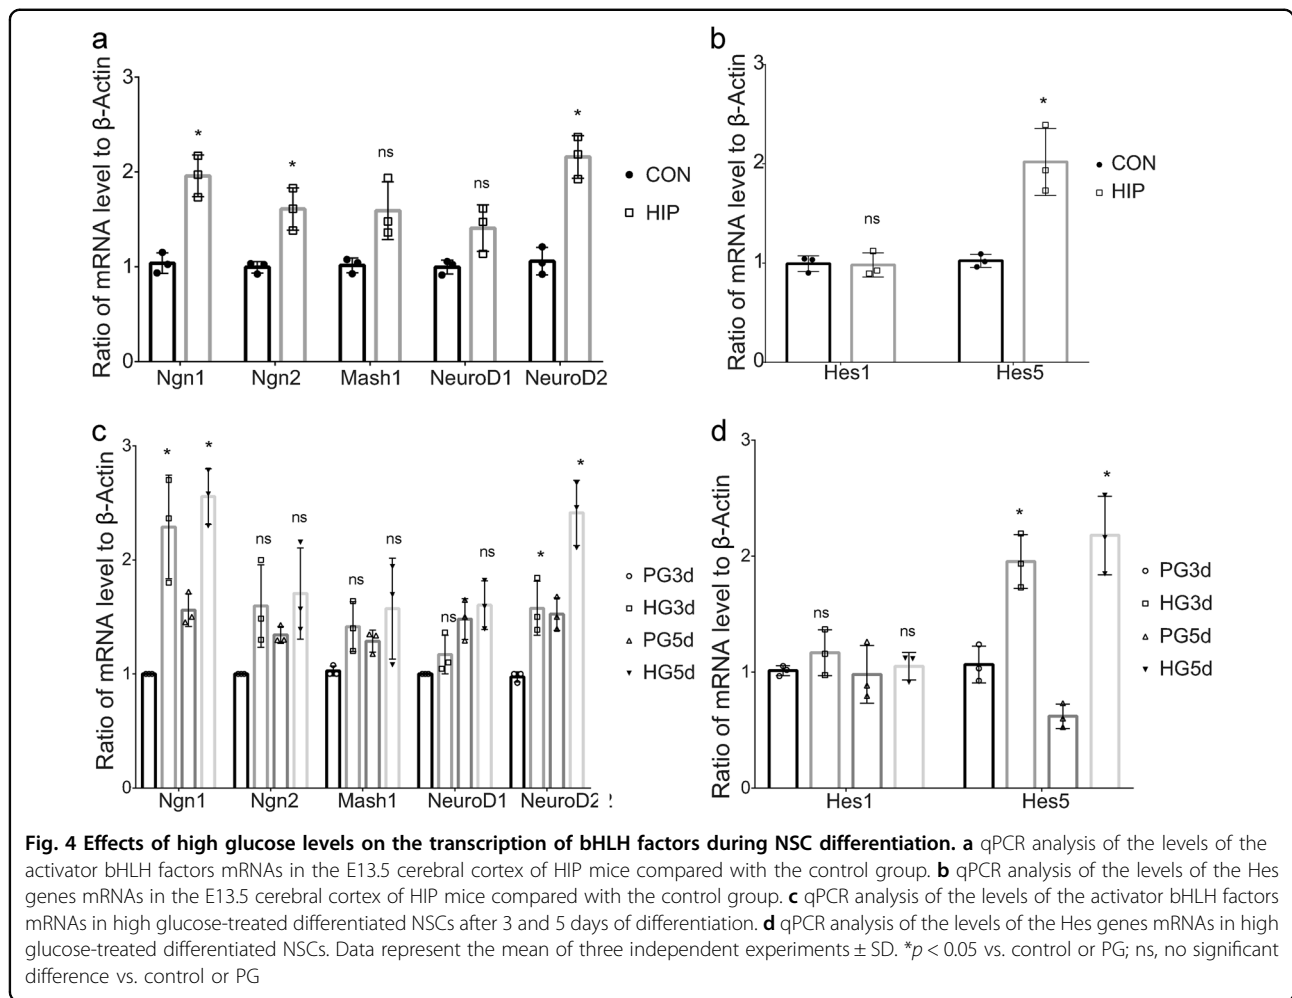 a
Ratio of mRNA level to β-Actin
3
2
1
0
*
*
ns
ns
*
Ngn1 Ngn2 Mash1 NeuroD1 NeuroD2
CON
HIP
b
Ratio of mRNA level to β-Actin
3
2
1
0
ns
*
Hes1 Hes5
CON
HIP
c
Ratio of mRNA level to β-Actin
3
2
1
0
* *
ns ns
ns ns
ns ns
* *
Ngn1 Ngn2 Mash1 NeuroD1 NeuroD2
PG3d
HG3d
PG5d
HG5d
d
Ratio of mRNA level to β-Actin
3
2
1
0
ns ns
* *
Hes1 Hes5
PG3d
HG3d
PG5d
HG5d
Fig. 4 Effects of high glucose levels on the transcription of bHLH factors during NSC differentiation. a qPCR analysis of the levels of the
activator bHLH factors mRNAs in the E13.5 cerebral cortex of HIP mice compared with the control group. b qPCR analysis of the levels of the Hes
genes mRNAs in the E13.5 cerebral cortex of HIP mice compared with the control group. c qPCR analysis of the levels of the activator bHLH factors
mRNAs in high glucose-treated differentiated NSCs after 3 and 5 days of differentiation. d qPCR analysis of the levels of the Hes genes mRNAs in high
glucose-treated differentiated NSCs. Data represent the mean of three independent experiments ± SD. *p < 0.05 vs. control or PG; ns, no significant
difference vs. control or PG